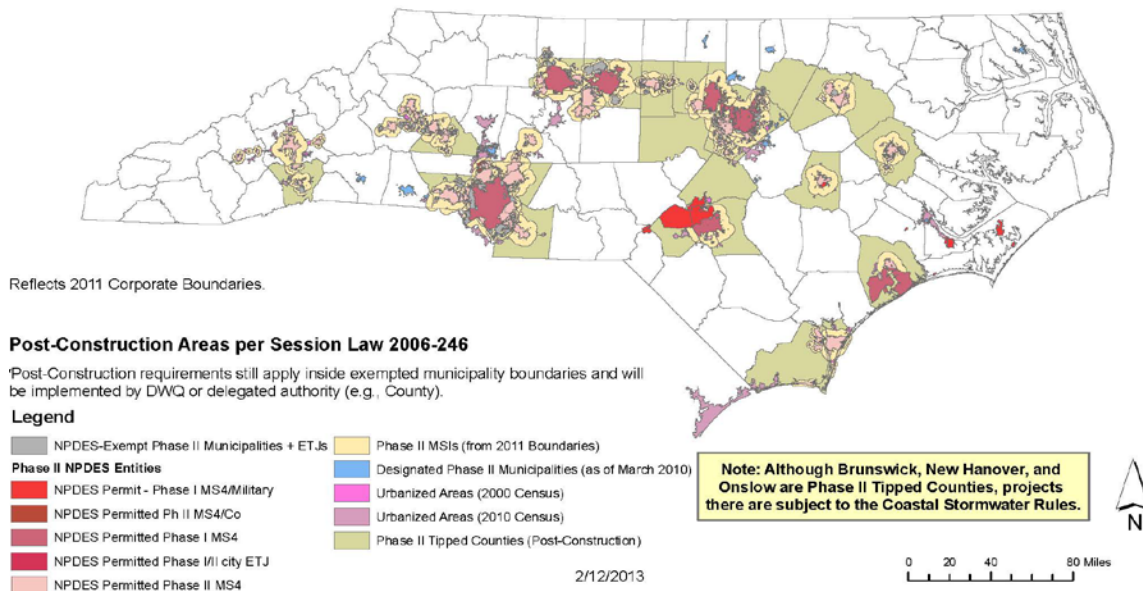 Reflects 2011 Corporate Boundaries.
Post-Construction Areas per Session Law 2006-246
'Post-Construction requirements still apply inside exempted municipality boundaries and will
be implemented by DWQ or delegated authority (e.g., County).
Legend
NPDES-Exempt Phase II Municipalities + ETJs
Phase II NPDES Entities
NPDES Permit - Phase I MS4/Military
NPDES Permitted Ph II MS4/Co
NPDES Permitted Phase I MS4
NPDES Permitted Phase I/II city ETJ
NPDES Permitted Phase II MS4
Phase II MSIs (from 2011 Boundaries)
Designated Phase II Municipalities (as of March 2010)
Urbanized Areas (2000 Census)
Urbanized Areas (2010 Census)
Phase II Tipped Counties (Post-Construction)
2/12/2013
Note: Although Brunswick, New Hanover, and
Onslow are Phase II Tipped Counties, projects
there are subject to the Coastal Stormwater Rules.
N
0 20 40 80 Miles